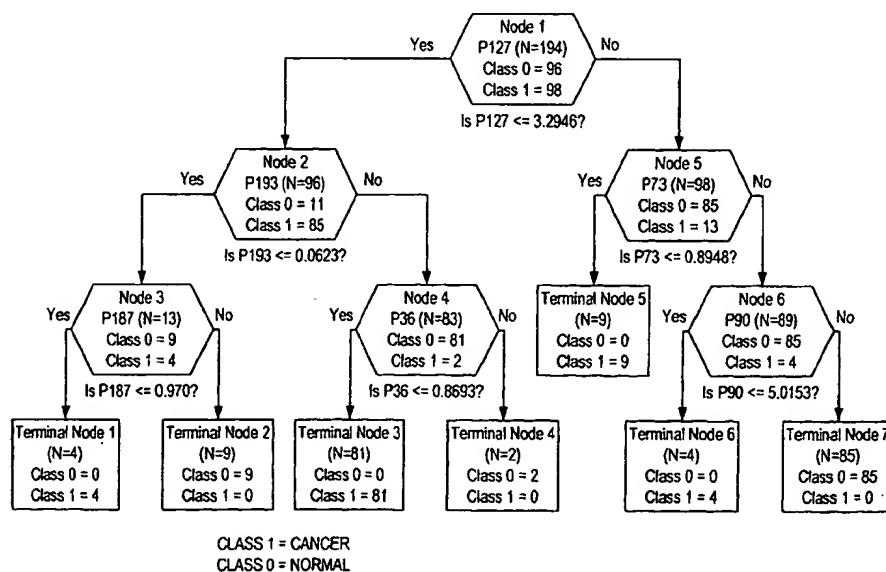 Node 1
P127 (N=194)
Class 0 = 96
Class 1 = 98
Yes
No
Is P127 <= 3.2946?
Node 2
P193 (N=96)
Class 0 = 11
Class 1 = 85
Yes
No
Is P193 <= 0.0623?
Node 5
P73 (N=98)
Class 0 = 85
Class 1 = 13
Yes
No
Is P73 <= 0.8948?
Node 3
P187 (N=13)
Class 0 = 9
Class 1 = 4
Yes
No
Is P187 <= 0.970?
Node 4
P36 (N=83)
Class 0 = 81
Class 1 = 2
Yes
No
Is P36 <= 0.8693?
Terminal Node 5
(N=9)
Class 0 = 0
Class 1 = 9
Node 6
P90 (N=89)
Class 0 = 85
Class 1 = 4
Yes
No
Is P90 <= 5.0153?
Terminal Node 1
(N=4)
Class 0 = 0
Class 1 = 4
Terminal Node 2
(N=9)
Class 0 = 9
Class 1 = 0
Terminal Node 3
(N=81)
Class 0 = 0
Class 1 = 81
Terminal Node 4
(N=2)
Class 0 = 2
Class 1 = 0
Terminal Node 6
(N=4)
Class 0 = 0
Class 1 = 4
Terminal Node 7
(N=85)
Class 0 = 85
Class 1 = 0
CLASS 1 = CANCER
CLASS 0 = NORMAL